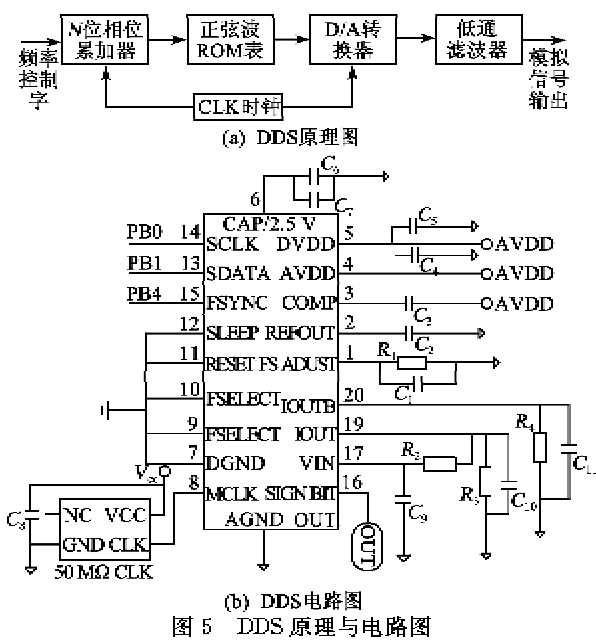 N位相位
累加器
正弦波
ROM表
D/A转
换器
低通
滤波器
频率
控制
字
模拟
信号
输出
CLK时钟
(a) DDS原理图
6
C6
C7
CAP/2.5 V
PB0 14 SCLK DVDD 5 C5 AVDD
PB1 13 SDATA AVDD 4 C4 AVDD
PB4 15 FSYNC COMP 3 C3 AVDD
12 SLEEP REFOUT 2 C2
11 RESET FS ADUST 1 R1 C1
10 FSELECT IOUTB 20
9 FSELECT IOUT 19
7 DGND VIN 17 R2
8 MCLK SIGN BIT 16
AGND OUT
R4 C11
R3 C10
C9
OUT
Vcc
C8
NC VCC
GND CLK
50 MΩ CLK
(b) DDS电路图
图 5 DDS 原理与电路图